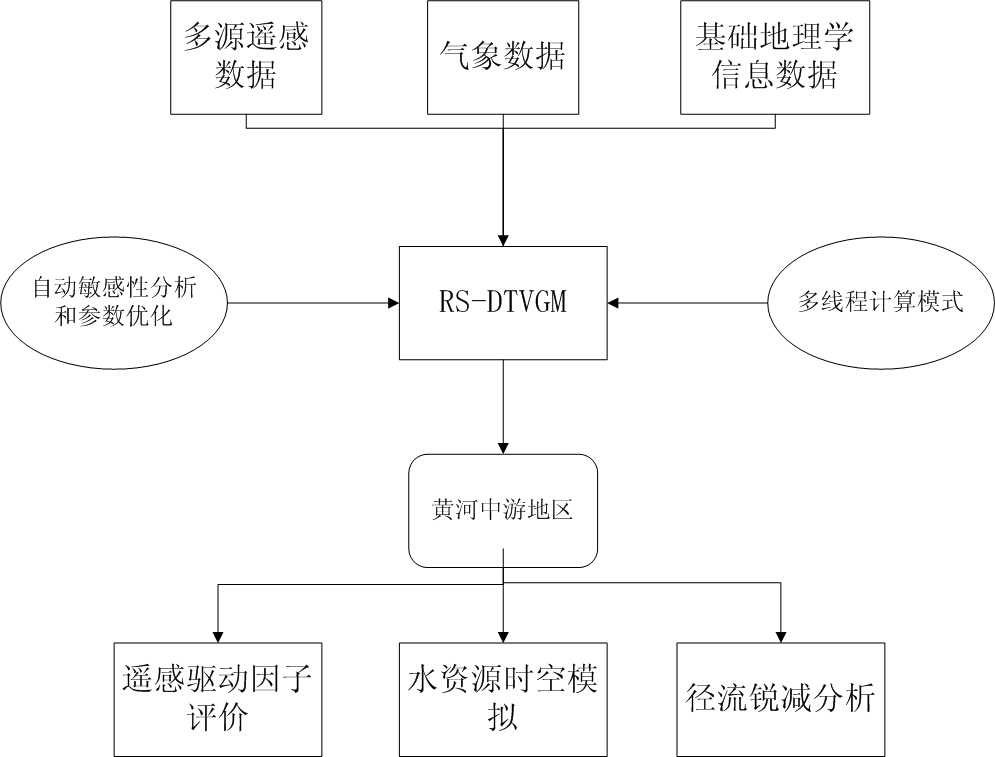 多源遥感
数据
气象数据
基础地理学
信息数据
自动敏感性分析
和参数优化
RS-DTVGM
多线程计算模式
黄河中游地区
遥感驱动因子
评价
水资源时空模
拟
径流锐减分析